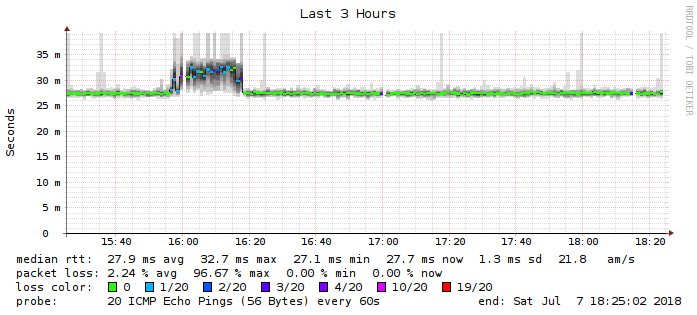 Last 3 Hours
RRDTOOL / TOBI OETIKER
Seconds
35 m
30 m
25 m
20 m
15 m
10 m
5 m
0
15:40 16:00 16:20 16:40 17:00 17:20 17:40 18:00 18:20
median rtt: 27.9 ms avg 32.7 ms max 27.1 ms min 27.7 ms now 1.3 ms sd 21.8 am/s
packet loss: 2.24 % avg 96.67 % max 0.00 % min 0.00 % now
loss color: 0 1/20 2/20 3/20 4/20 10/20 19/20
probe: 20 ICMP Echo Pings (56 Bytes) every 60s end: Sat Jul 7 18:25:02 2018